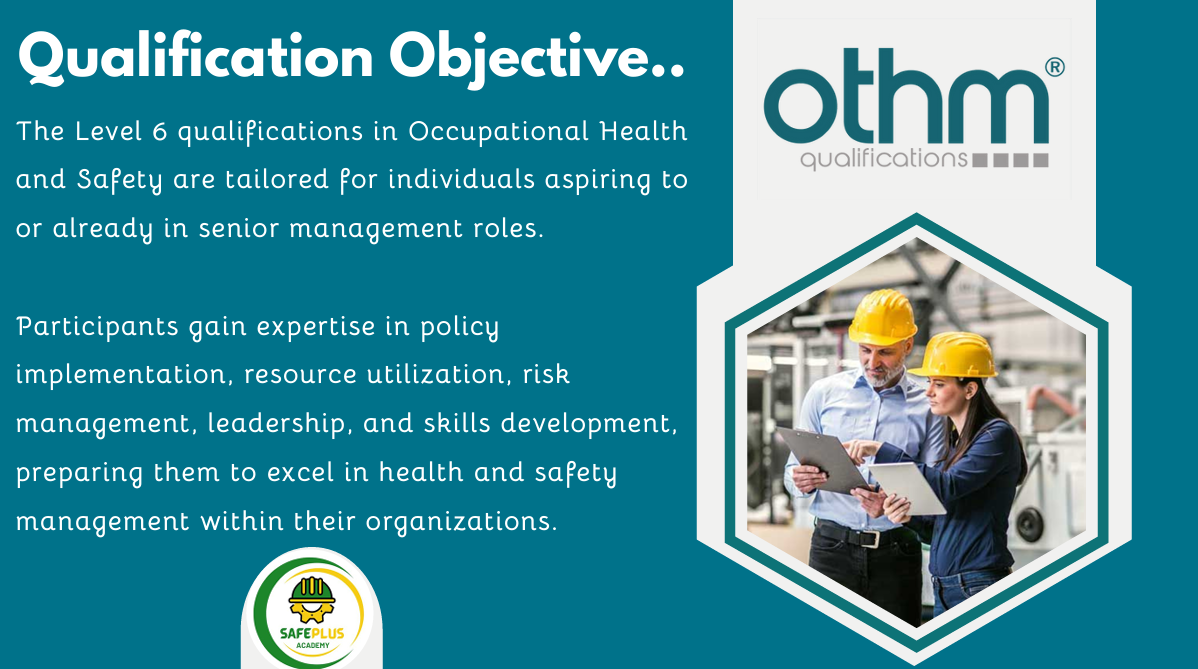 Qualification Objective..
The Level 6 qualifications in Occupational Health
and Safety are tailored for individuals aspiring to
or already in senior management roles.
Participants gain expertise in policy
implementation, resource utilization, risk
management, leadership, and skills development,
preparing them to excel in health and safety
management within their organizations.
othm®
qualifications
SAFEPLUS
ACADEMY